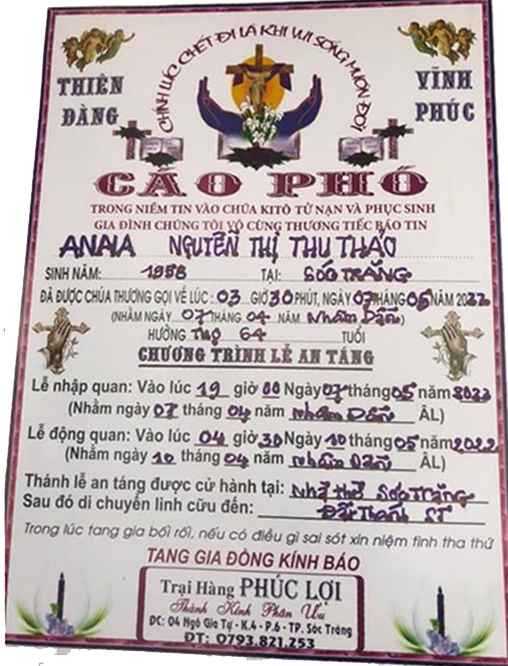 CHÍNH LÚC CHẾT ĐI LÀ KHI VUI SỐNG MUÔN ĐỜI
THIÊN ĐÀNG
VĨNH PHÚC
CÁO PHÓ
TRONG NIỀM TIN VÀO CHÚA KITÔ TỬ NẠN VÀ PHỤC SINH
GIA ĐÌNH CHÚNG TÔI VÔ CÙNG THƯƠNG TIẾC BÁO TIN
ANNA NGUYỄN THỊ THU THẢO
SINH NĂM: 1958 TẠI: SÓC TRĂNG
ĐÃ ĐƯỢC CHÚA THƯƠNG GỌI VỀ LÚC : 03 GIỜ 30 PHÚT, NGÀY 07 THÁNG 05 NĂM 2022
(NHẰM NGÀY 07 THÁNG 04 NĂM Nhâm Dần)
HƯỞNG Thọ 64 TUỔI
CHƯƠNG TRÌNH LỄ AN TÁNG
Lễ nhập quan: Vào lúc 19 giờ 00 Ngày 07 tháng 05 năm 2022
(Nhằm ngày 07 tháng 04 năm Nhâm Dần ÂL)
Lễ động quan: Vào lúc 04 giờ 30 Ngày 10 tháng 05 năm 2022
(Nhằm ngày 10 tháng 04 năm Nhâm Dần ÂL)
Thánh lễ an táng được cử hành tại: Nhà thờ Sóc Trăng
Sau đó di chuyển linh cữu đến: Đất Thánh ST
Trong lúc tang gia bối rối, nếu có điều gì sai sót xin niệm tình tha thứ
TANG GIA ĐỒNG KÍNH BÁO
Trại Hàng PHÚC LỢI
Thành Kính Phân Ưu
ĐC: 04 Ngô Gia Tự - K.4 - P.6 - TP. Sóc Trăng
ĐT: 0793.821.253